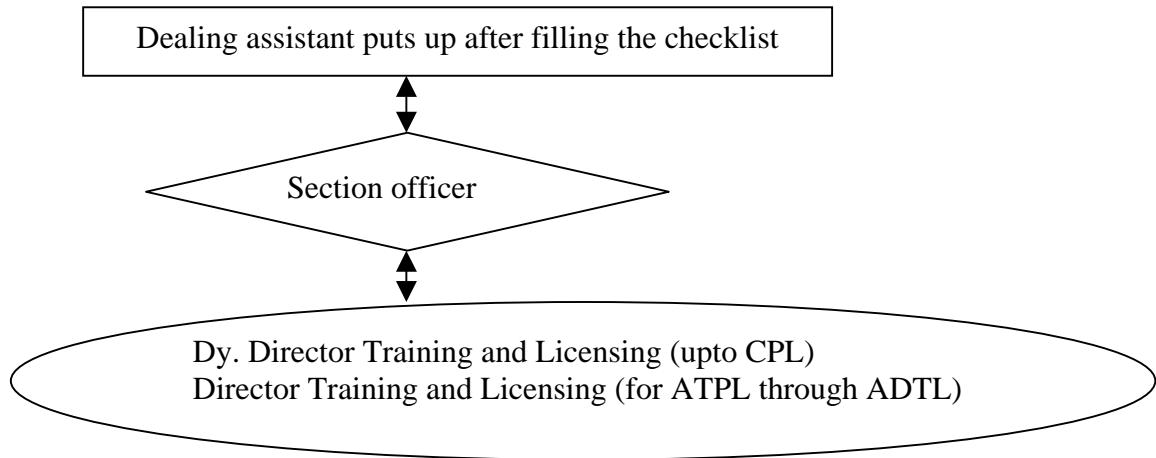 Dealing assistant puts up after filling the checklist
Section officer
Dy. Director Training and Licensing (upto CPL)
Director Training and Licensing (for ATPL through ADTL)